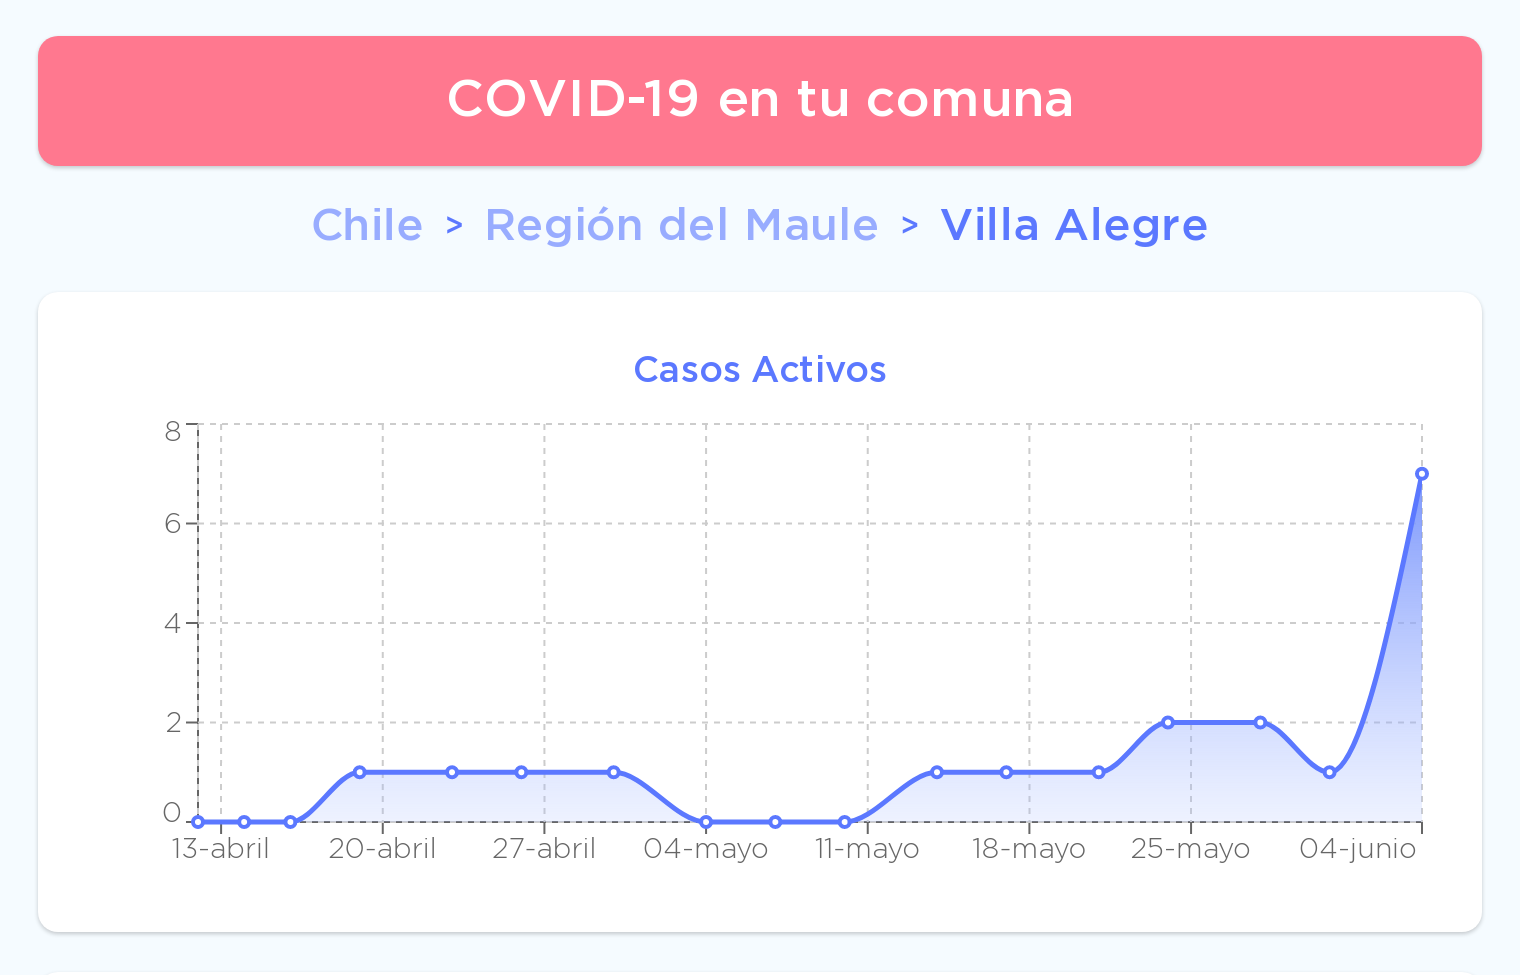 COVID-19 en tu comuna
Chile > Región del Maule > Villa Alegre
Casos Activos
8
6
4
2
0
13-abril 20-abril 27-abril 04-mayo 11-mayo 18-mayo 25-mayo 04-junio